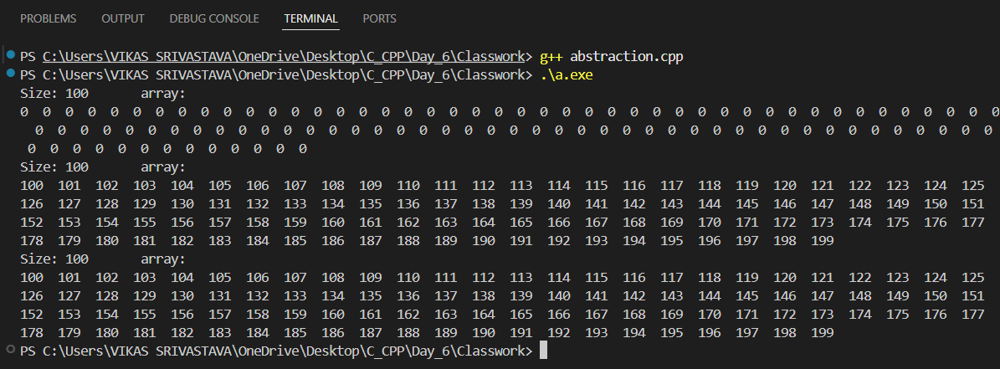 PROBLEMS OUTPUT DEBUG CONSOLE TERMINAL PORTS
PS C:\Users\VIKAS SRIVASTAVA\OneDrive\Desktop\C_CPP\Day_6\Classwork> g++ abstraction.cpp
PS C:\Users\VIKAS SRIVASTAVA\OneDrive\Desktop\C_CPP\Day_6\Classwork> .\a.exe
Size: 100 array:
0 0 0 0 0 0 0 0 0 0 0 0 0 0 0 0 0 0 0 0 0 0 0 0 0 0 0 0 0 0 0 0 0 0 0 0 0 0 0 0 0 0 0 0
0 0 0 0 0 0 0 0 0 0 0 0 0 0 0 0 0 0 0 0 0 0 0 0 0 0 0 0 0 0 0 0 0 0 0 0 0 0 0 0 0 0 0
0 0 0 0 0 0 0 0 0 0 0 0 0
Size: 100 array:
100 101 102 103 104 105 106 107 108 109 110 111 112 113 114 115 116 117 118 119 120 121 122 123 124 125
126 127 128 129 130 131 132 133 134 135 136 137 138 139 140 141 142 143 144 145 146 147 148 149 150 151
152 153 154 155 156 157 158 159 160 161 162 163 164 165 166 167 168 169 170 171 172 173 174 175 176 177
178 179 180 181 182 183 184 185 186 187 188 189 190 191 192 193 194 195 196 197 198 199
Size: 100 array:
100 101 102 103 104 105 106 107 108 109 110 111 112 113 114 115 116 117 118 119 120 121 122 123 124 125
126 127 128 129 130 131 132 133 134 135 136 137 138 139 140 141 142 143 144 145 146 147 148 149 150 151
152 153 154 155 156 157 158 159 160 161 162 163 164 165 166 167 168 169 170 171 172 173 174 175 176 177
178 179 180 181 182 183 184 185 186 187 188 189 190 191 192 193 194 195 196 197 198 199
PS C:\Users\VIKAS SRIVASTAVA\OneDrive\Desktop\C_CPP\Day_6\Classwork>